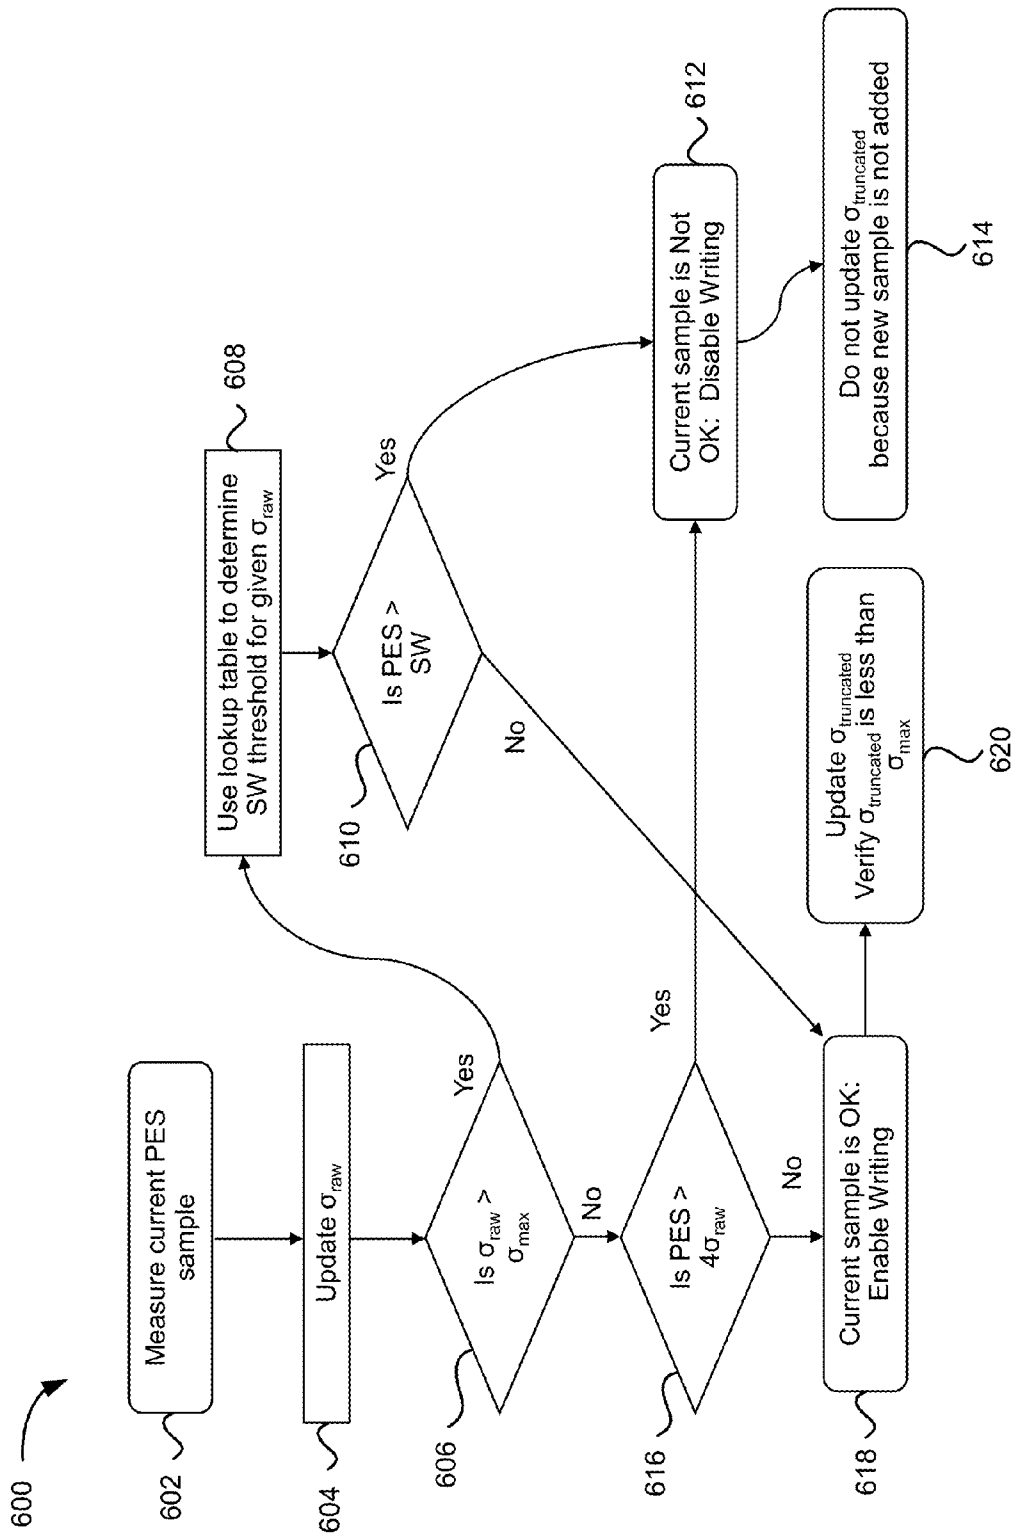 600
602
Measure current PES
sample
604
Update σraw
606
Is σraw >
σmax
Yes
No
608
Use lookup table to determine
SW threshold for given σraw
610
Is PES >
SW
Yes
No
612
Current sample is Not
OK: Disable Writing
614
Do not update σtruncated
because new sample is not added
616
Is PES >
4σraw
Yes
No
618
Current sample is OK:
Enable Writing
620
Update σtruncated
Verify σtruncated is less than
σmax